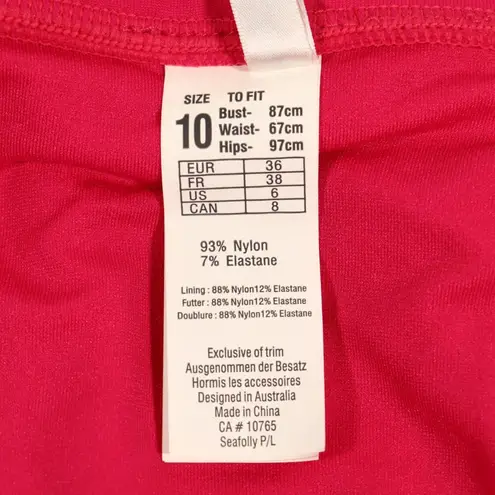 SIZE TO FIT
10 Bust- 87cm
Waist- 67cm
Hips- 97cm
EUR 36
FR 38
US 6
CAN 8
93% Nylon
7% Elastane
Lining : 88% Nylon12% Elastane
Futter : 88% Nylon12% Elastane
Doublure : 88% Nylon12% Elastane
Exclusive of trim
Ausgenommen der Besatz
Hormis les accessoires
Designed in Australia
Made in China
CA # 10765
Seafolly P/L